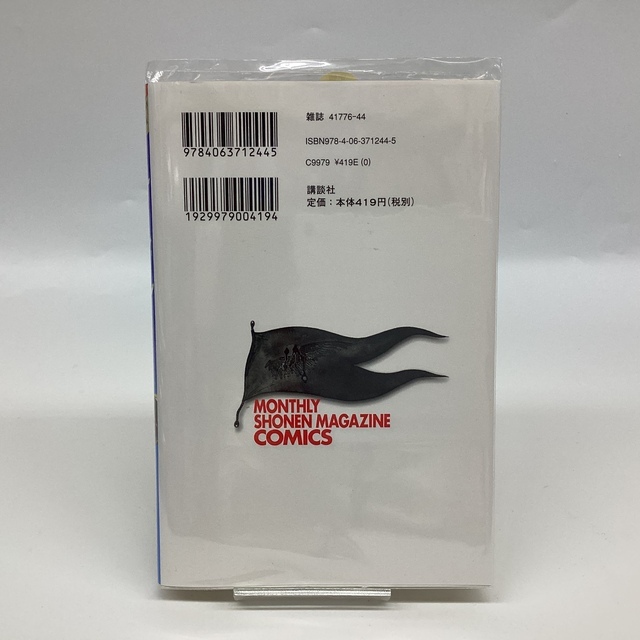 雑誌 41776-44
9784063712445
ISBN978-4-06-371244-5
C9979 ¥419E (0)
1929979004194
講談社
定価：本体419円(税別)
MONTHLY
SHONEN MAGAZINE
COMICS